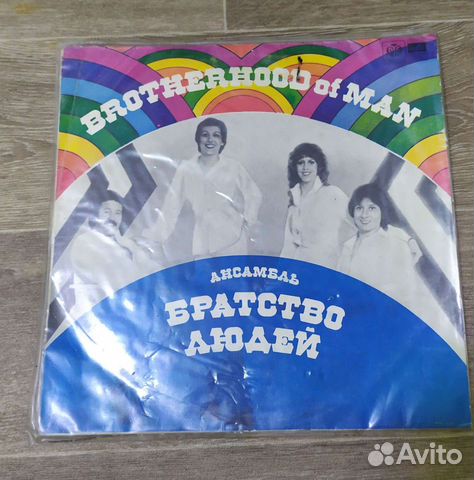 BROTHERHOOD of MAN
АНСАМБЛЬ
БРАТСТВО
ЛЮДЕЙ
Avito